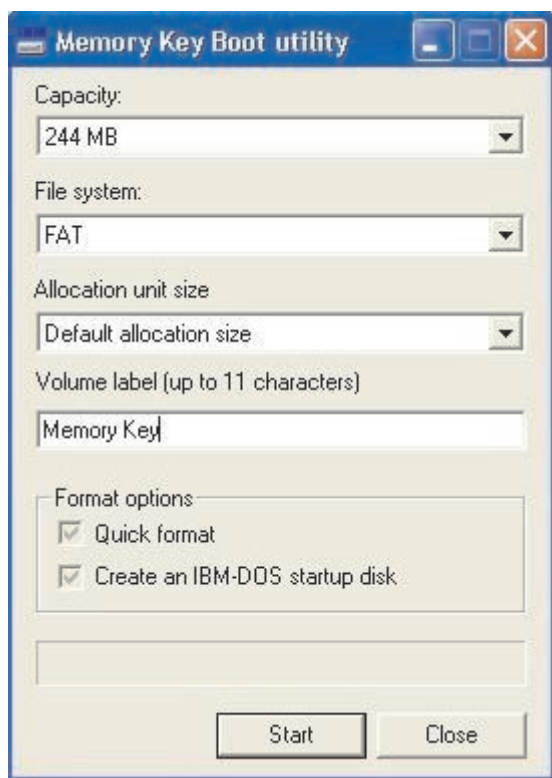 Memory Key Boot utility
Capacity:
244 MB
File system:
FAT
Allocation unit size
Default allocation size
Volume label (up to 11 characters)
Memory Key
Format options
Quick format
Create an IBM-DOS startup disk
Start Close